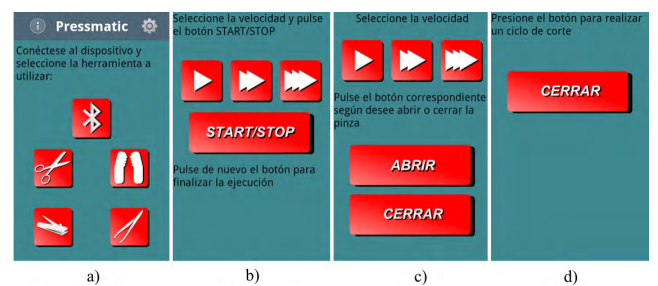 Pressmatic
Conéctese al dispositivo y
seleccione la herramienta a
utilizar:
a)
Seleccione la velocidad y pulse
el botón START/STOP
START/STOP
Pulse de nuevo el botón para
finalizar la ejecución
b)
Seleccione la velocidad
Pulse el botón correspondiente
según desee abrir o cerrar la
pinza
ABRIR
CERRAR
c)
Presione el botón para realizar
un ciclo de corte
CERRAR
d)